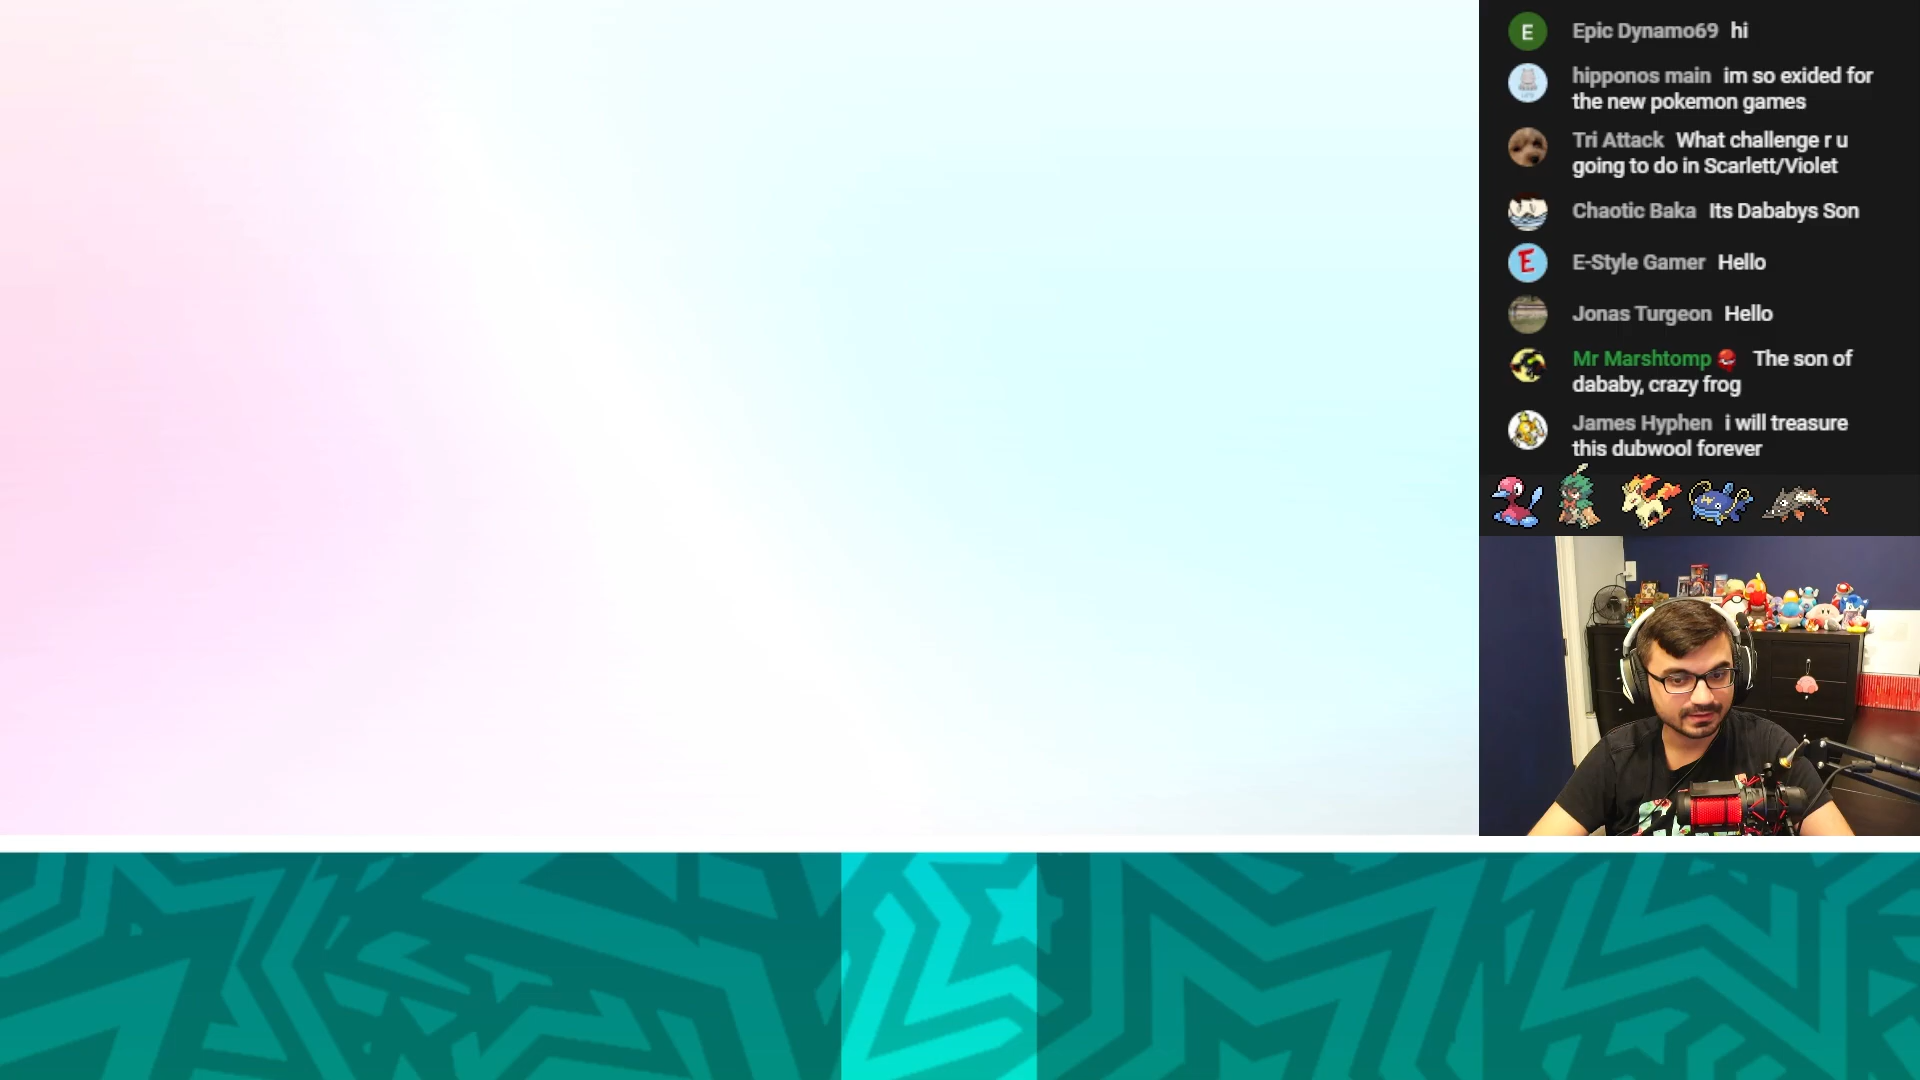 E
Epic Dynamo69 hi
hipponos main im so exided for
the new pokemon games
Tri Attack What challenge r u
going to do in Scarlett/Violet
Chaotic Baka Its Dababys Son
E
E-Style Gamer Hello
Jonas Turgeon Hello
Mr Marshtomp The son of
dababy, crazy frog
James Hyphen i will treasure
this dubwool forever